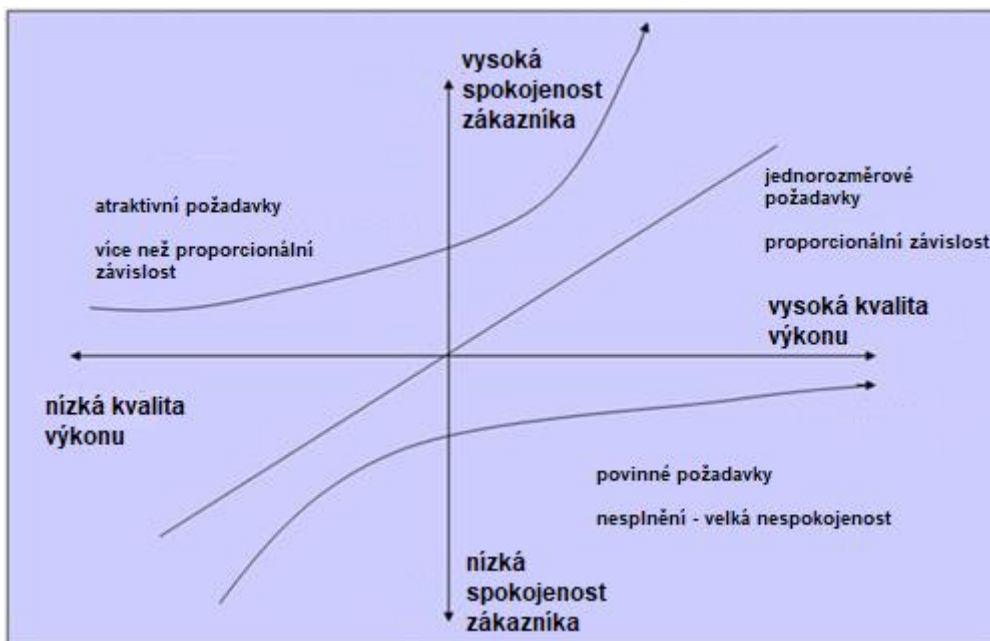 vysoká
spokojenost
zákazníka
atraktivní požadavky
více než proporcionální
závislost
jednorozměrové
požadavky
proporcionální závislost
vysoká kvalita
výkonu
nízká kvalita
výkonu
povinné požadavky
nesplnění - velká nespokojenost
nízká
spokojenost
zákazníka